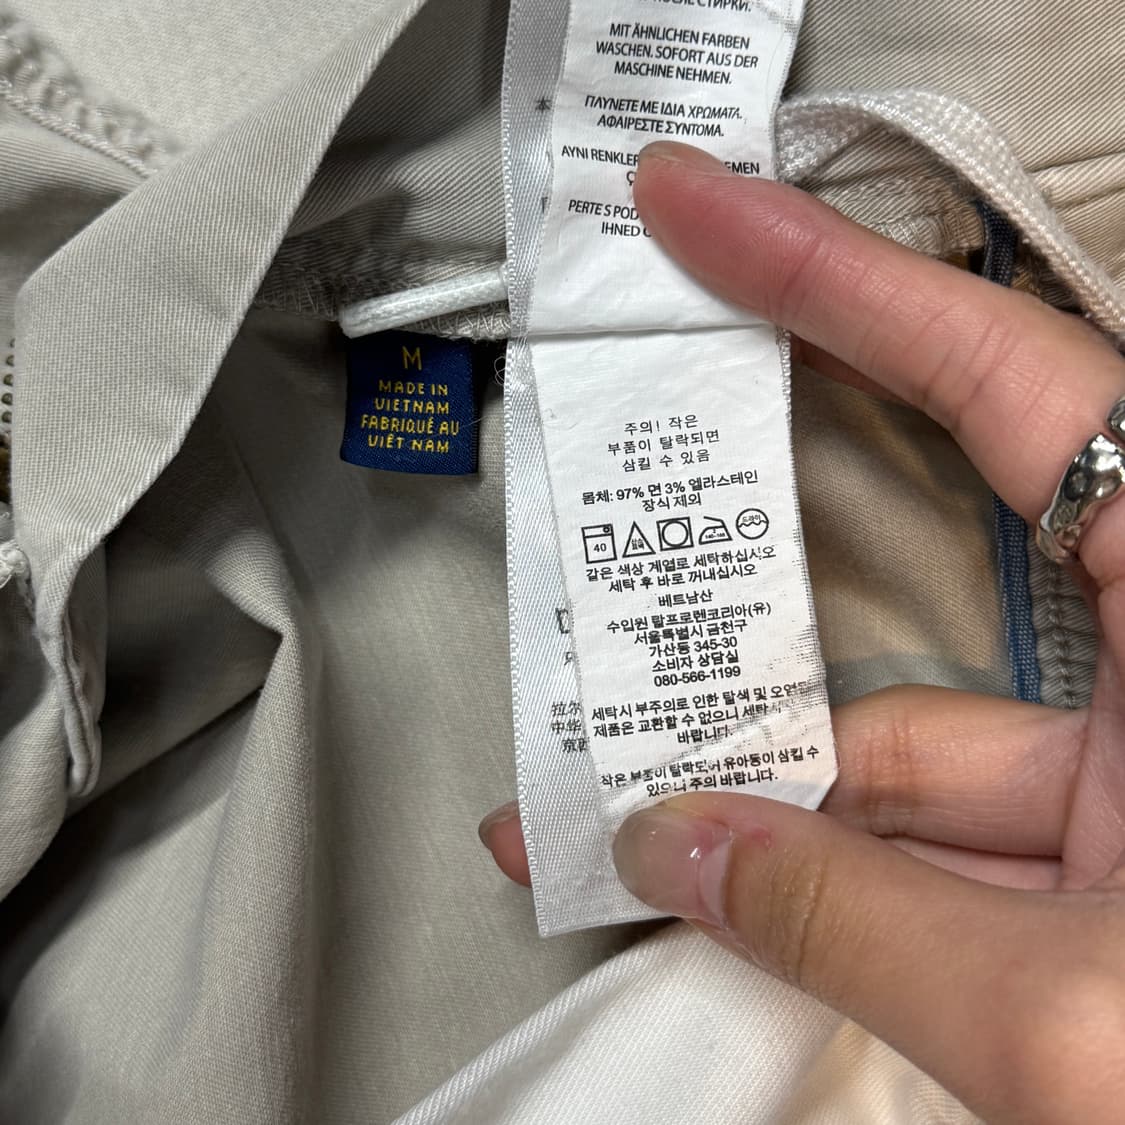 MIT ÄHNLICHEN FARBEN
WASCHEN. SOFORT AUS DER
MASCHINE NEHMEN.
ΠΛΥΝΕΤΕ ΜΕ ΙΔΙΑ ΧΡΩΜΑΤΑ.
ΑΦΑΙΡΕΣΤΕ ΣΥΝΤΟΜΑ.
AYNI
PERTE S POD
IHNED
M
MADE IN
VIETNAM
FABRIQUÉ AU
VIÊT NAM
주의! 작은
부품이 탈락되면
삼킬 수 있음
몸체: 97% 면 3% 엘라스테인
장식 제외
40
같은 색상 계열로 세탁하십시오
세탁 후 바로 꺼내십시오
베트남산
수입원 랄프로렌코리아(유)
서울특별시 금천구
가산동 345-30
소비자 상담실
080-566-1199
세탁시 부주의로 인한 탈색 및 오염된
제품은 교환할 수 없으니 세탁시
바랍니다.
작은 부품이 탈락되어 유아동이 삼킬 수
있으니 주의 바랍니다.